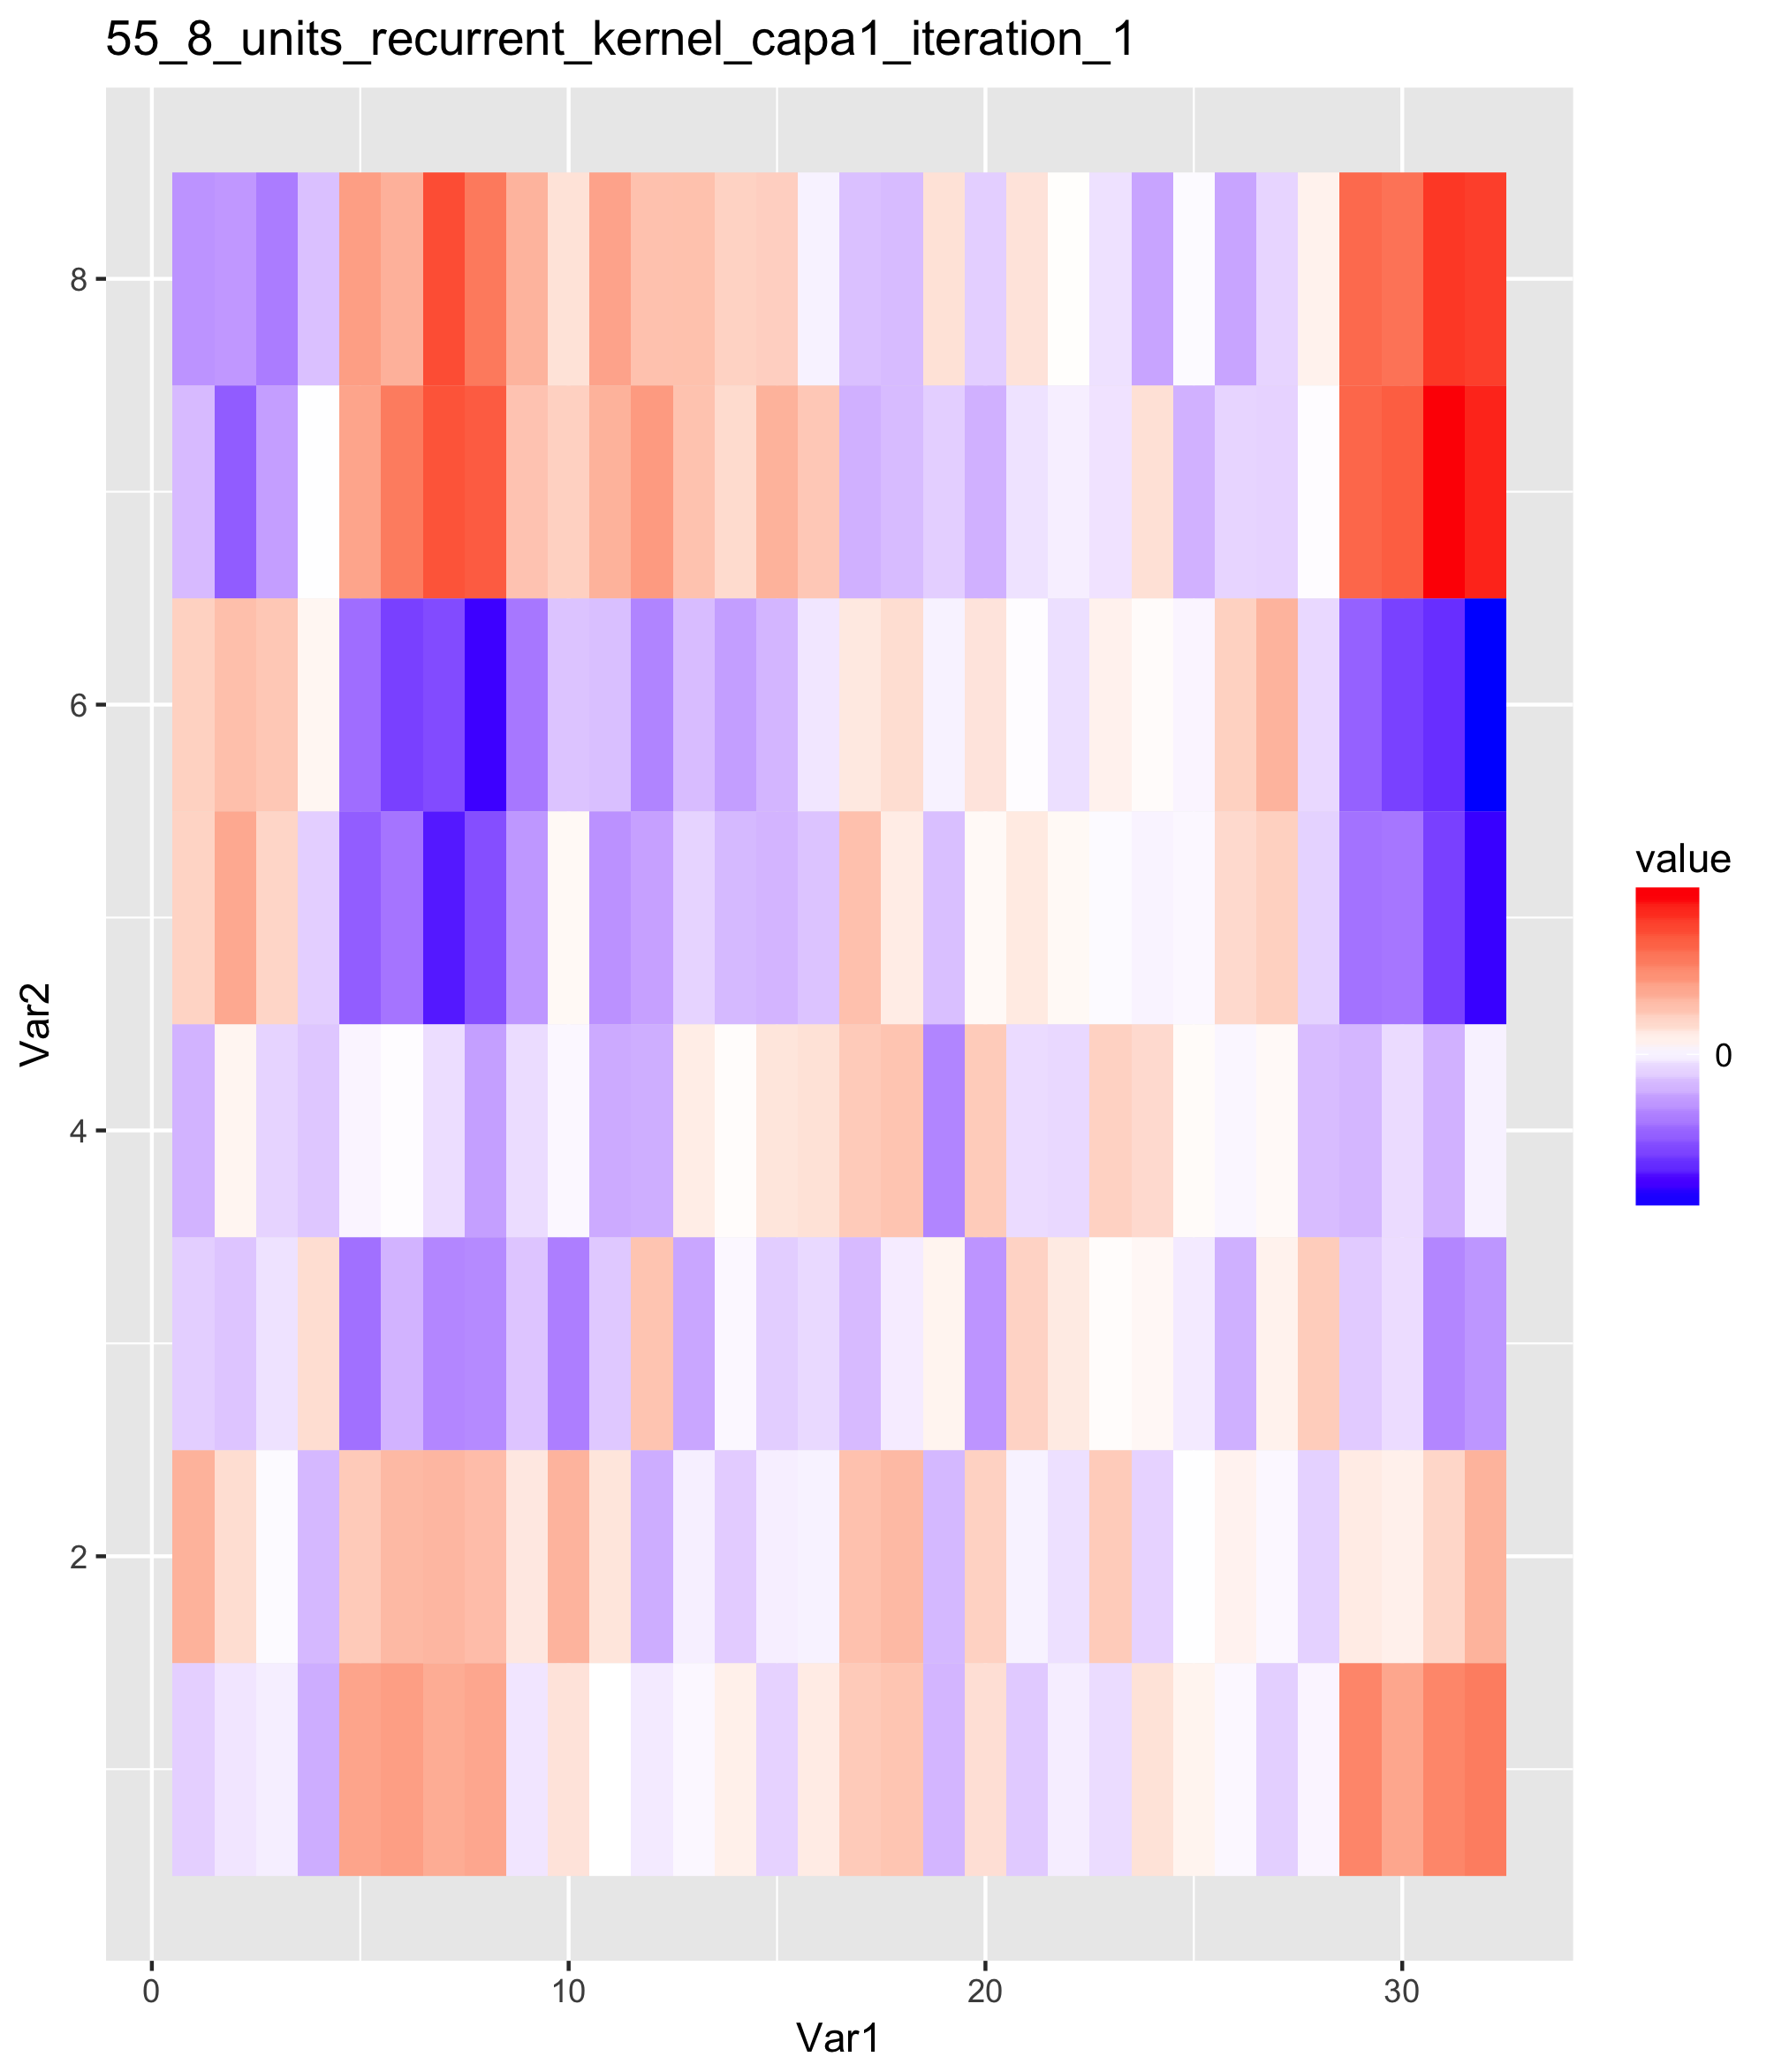 55_8_units_recurrent_kernel_capa1_iteration_1
8
6
4
2
Var2
0
10
20
30
Var1
value
0